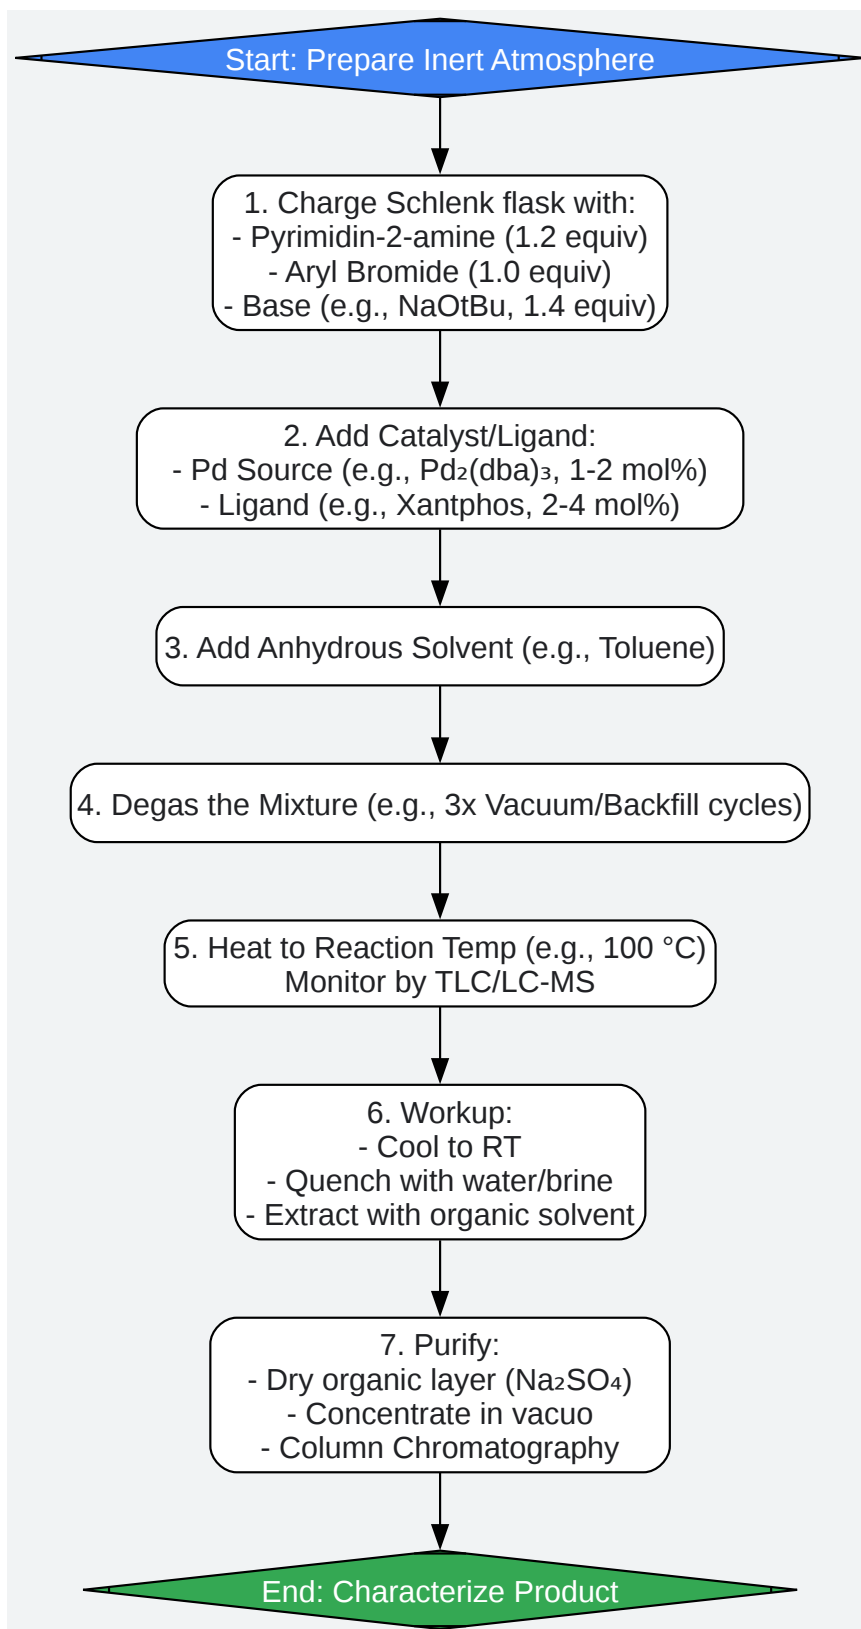 Start: Prepare Inert Atmosphere
1. Charge Schlenk flask with:
- Pyrimidin-2-amine (1.2 equiv)
- Aryl Bromide (1.0 equiv)
- Base (e.g., NaOtBu, 1.4 equiv)
2. Add Catalyst/Ligand:
- Pd Source (e.g., Pd₂(dba)₃, 1-2 mol%)
- Ligand (e.g., Xantphos, 2-4 mol%)
3. Add Anhydrous Solvent (e.g., Toluene)
4. Degas the Mixture (e.g., 3x Vacuum/Backfill cycles)
5. Heat to Reaction Temp (e.g., 100 °C)
Monitor by TLC/LC-MS
6. Workup:
- Cool to RT
- Quench with water/brine
- Extract with organic solvent
7. Purify:
- Dry organic layer (Na₂SO₄)
- Concentrate in vacuo
- Column Chromatography
End: Characterize Product